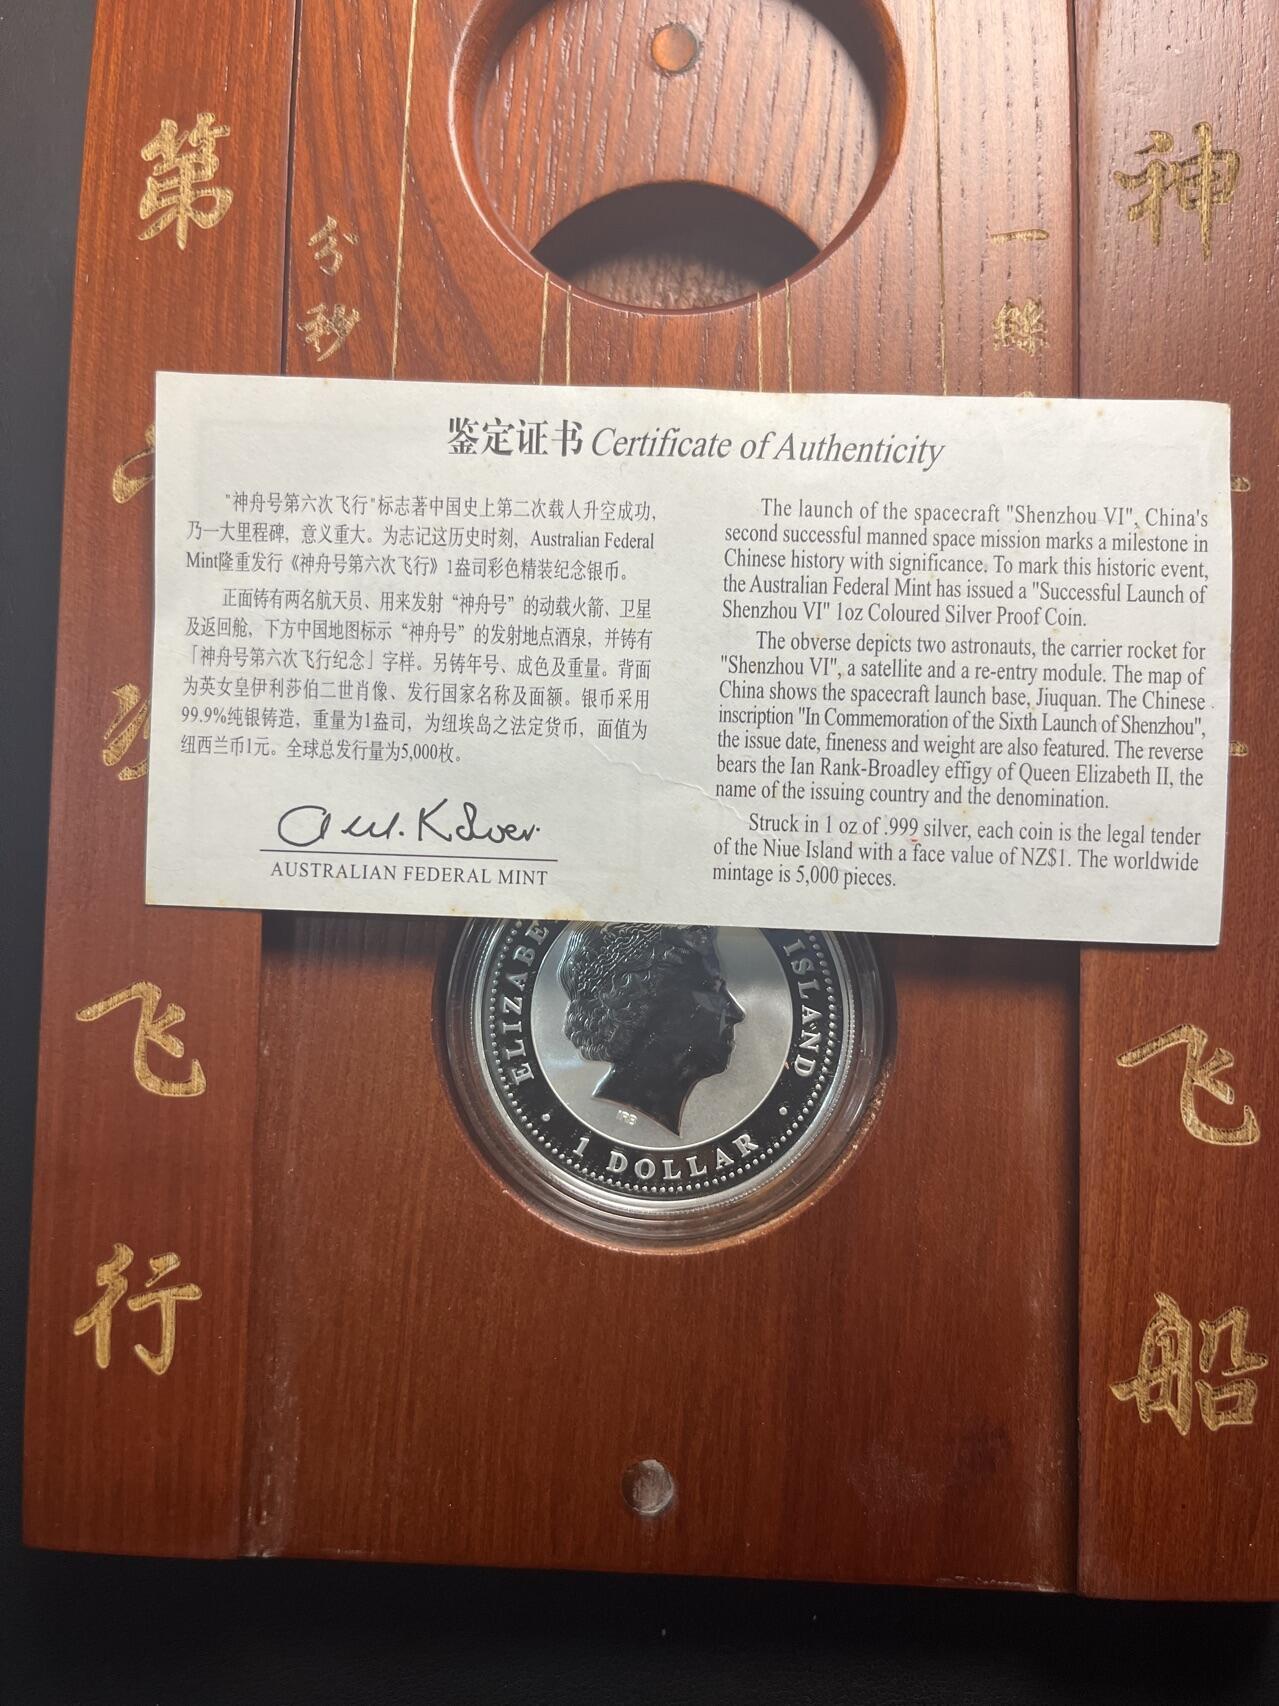 第
分
秒
神
一
丝
鉴定证书 Certificate of Authenticity
"神舟号第六次飞行"标志著中国史上第二次载人升空成功,
乃一大里程碑，意义重大。为志记这历史时刻，Australian Federal
Mint隆重发行《神舟号第六次飞行》1盎司彩色精装纪念银币。
正面铸有两名航天员、用来发射“神舟号”的动载火箭、卫星
及返回舱，下方中国地图标示“神舟号”的发射地点酒泉，并铸有
「神舟号第六次飞行纪念」字样。另铸年号、成色及重量。背面
为英女皇伊利莎伯二世肖像、发行国家名称及面额。银币采用
99.9%纯银铸造，重量为1盎司，为纽埃岛之法定货币，面值为
纽西兰币1元。全球总发行量为5,000枚。
AUSTRALIAN FEDERAL MINT
The launch of the spacecraft "Shenzhou VI", China's
second successful manned space mission marks a milestone in
Chinese history with significance. To mark this historic event,
the Australian Federal Mint has issued a "Successful Launch of
Shenzhou VI" 1oz Coloured Silver Proof Coin.
The obverse depicts two astronauts, the carrier rocket for
"Shenzhou VI", a satellite and a re-entry module. The map of
China shows the spacecraft launch base, Jiuquan. The Chinese
inscription "In Commemoration of the Sixth Launch of Shenzhou",
the issue date, fineness and weight are also featured. The reverse
bears the Ian Rank-Broadley effigy of Queen Elizabeth II, the
name of the issuing country and the denomination.
Struck in 1 oz of .999 silver, each coin is the legal tender
of the Niue Island with a face value of NZ$1. The worldwide
mintage is 5,000 pieces.
ELIZABE
ISLAND
IRB
1 DOLLAR
飞
行
飞
船